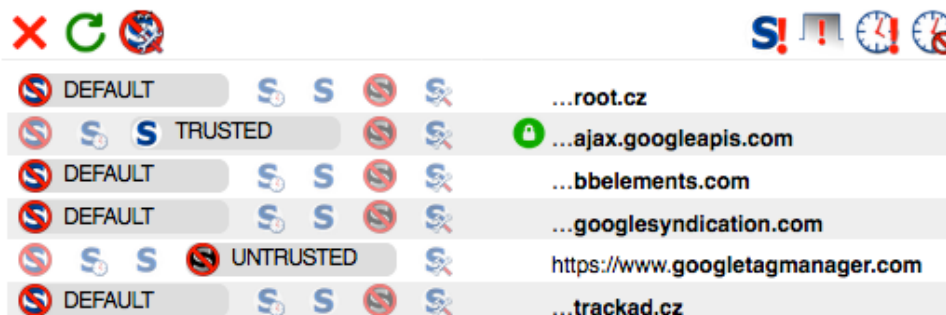 DEFAULT …root.cz
TRUSTED …ajax.googleapis.com
DEFAULT …bbelements.com
DEFAULT …googlesyndication.com
UNTRUSTED https://www.googletagmanager.com
DEFAULT …trackad.cz